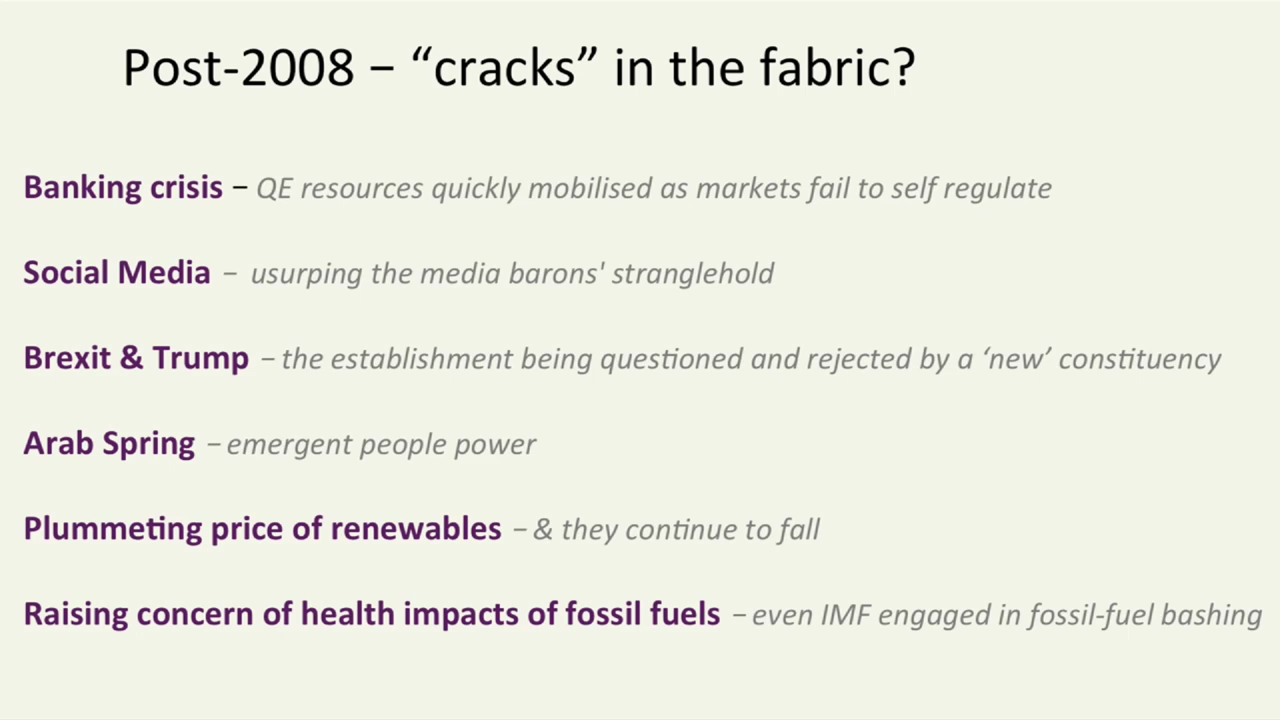 Post-2008 – “cracks” in the fabric?
Banking crisis – QE resources quickly mobilised as markets fail to self regulate
Social Media – usurping the media barons' stranglehold
Brexit & Trump – the establishment being questioned and rejected by a ‘new’ constituency
Arab Spring – emergent people power
Plummeting price of renewables – & they continue to fall
Raising concern of health impacts of fossil fuels – even IMF engaged in fossil-fuel bashing